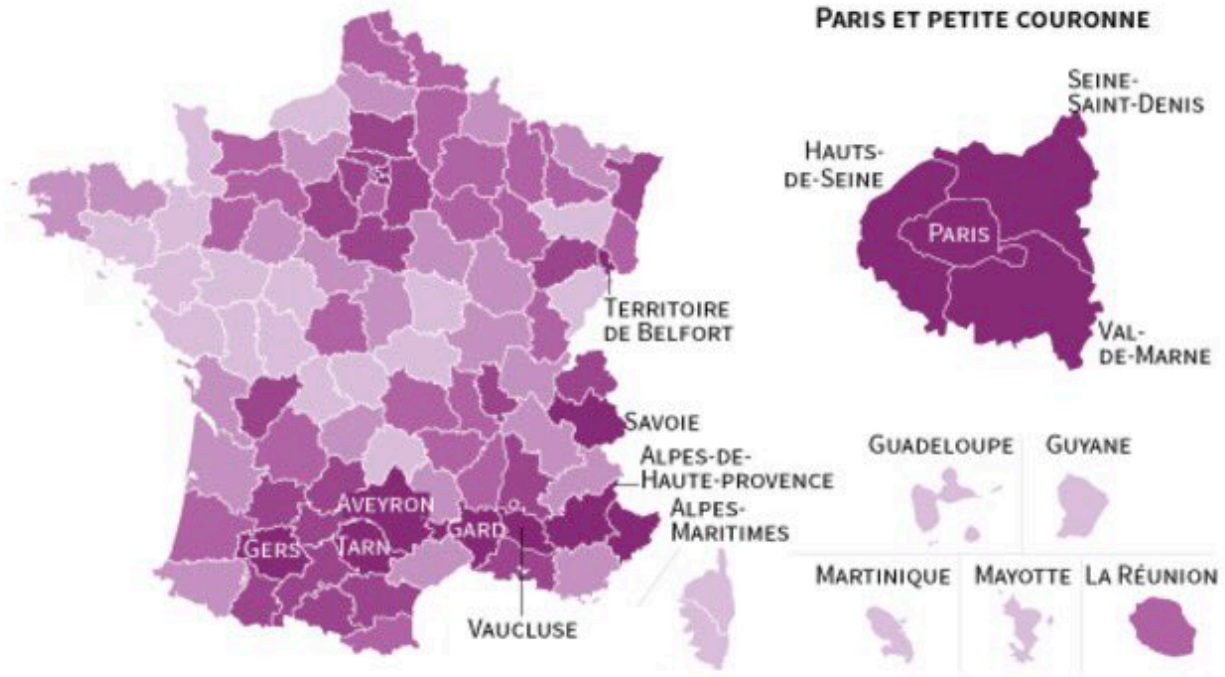 PARIS ET PETITE COURONNE
SEINE-
SAINT-DENIS
HAUTS-
DE-SEINE
PARIS
VAL-
DE-MARNE
TERRITOIRE
DE BELFORT
SAVOIE
ALPES-DE-
HAUTE-PROVENCE
ALPES-
MARITIMES
AVEYRON
GARD
GERS
TARN
VAUCLUSE
GUADELOUPE
GUYANE
MARTINIQUE
MAYOTTE
LA RÉUNION